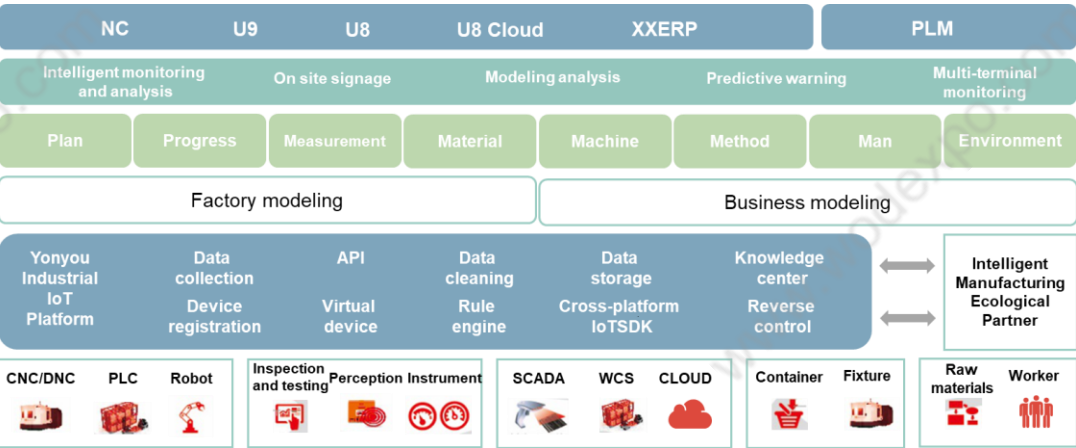 NC U9 U8 U8 Cloud XXERP PLM
Intelligent monitoring
and analysis
On site signage
Modeling analysis
Predictive warning
Multi-terminal
monitoring
Plan Progress Measurement Material Machine Method Man Environment
Factory modeling Business modeling
Yonyou
Industrial
IoT
Platform
Data
collection
Device
registration
API
Virtual
device
Data
cleaning
Rule
engine
Data
storage
Cross-platform
IoTSDK
Knowledge
center
Reverse
control
Intelligent
Manufacturing
Ecological
Partner
CNC/DNC PLC Robot
Inspection
and testing
Perception Instrument
SCADA WCS CLOUD
Container Fixture
Raw
materials
Worker